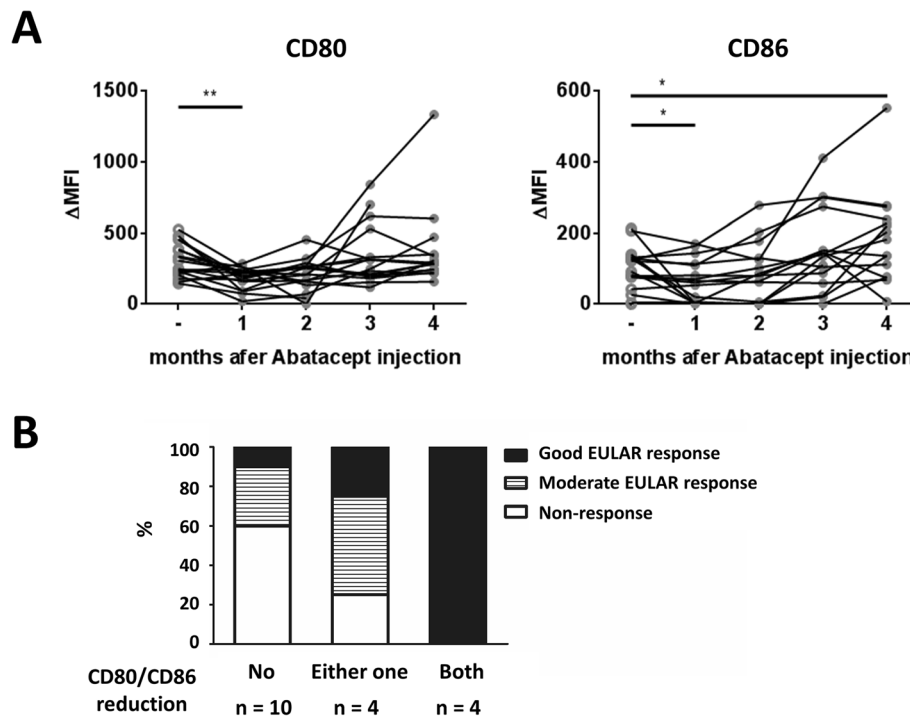 A
CD80
CD86
1500
1000
500
0
ΔMFI
**
- 1 2 3 4
months afer Abatacept injection
600
400
200
0
ΔMFI
*
*
- 1 2 3 4
months afer Abatacept injection
B
100
80
60
40
20
0
%
Good EULAR response
Moderate EULAR response
Non-response
CD80/CD86 reduction
No Either one Both
n = 10 n = 4 n = 4